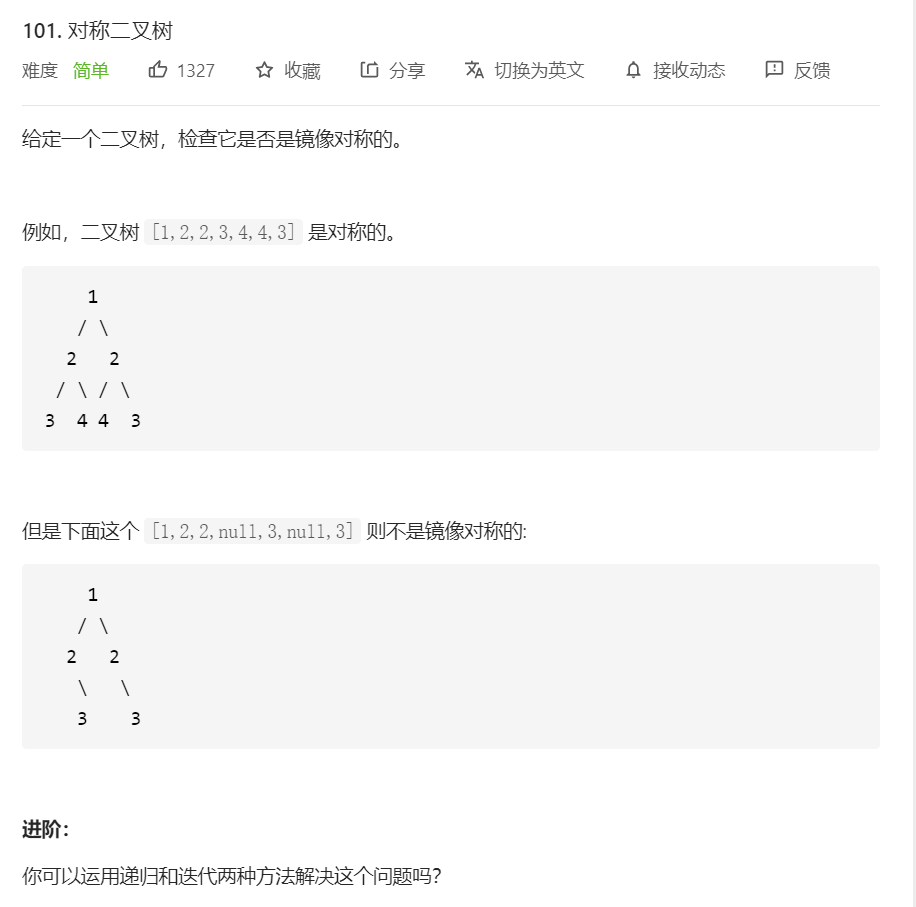 101. 对称二叉树
难度 简单 1327 收藏 分享 切换为英文 接收动态 反馈
给定一个二叉树，检查它是否是镜像对称的。
例如，二叉树 [1,2,2,3,4,4,3] 是对称的。
1
/ \
2 2
/ \ / \
3 4 4 3
但是下面这个 [1,2,2,null,3,null,3] 则不是镜像对称的:
1
/ \
2 2
\ \
3 3
进阶：
你可以运用递归和迭代两种方法解决这个问题吗？